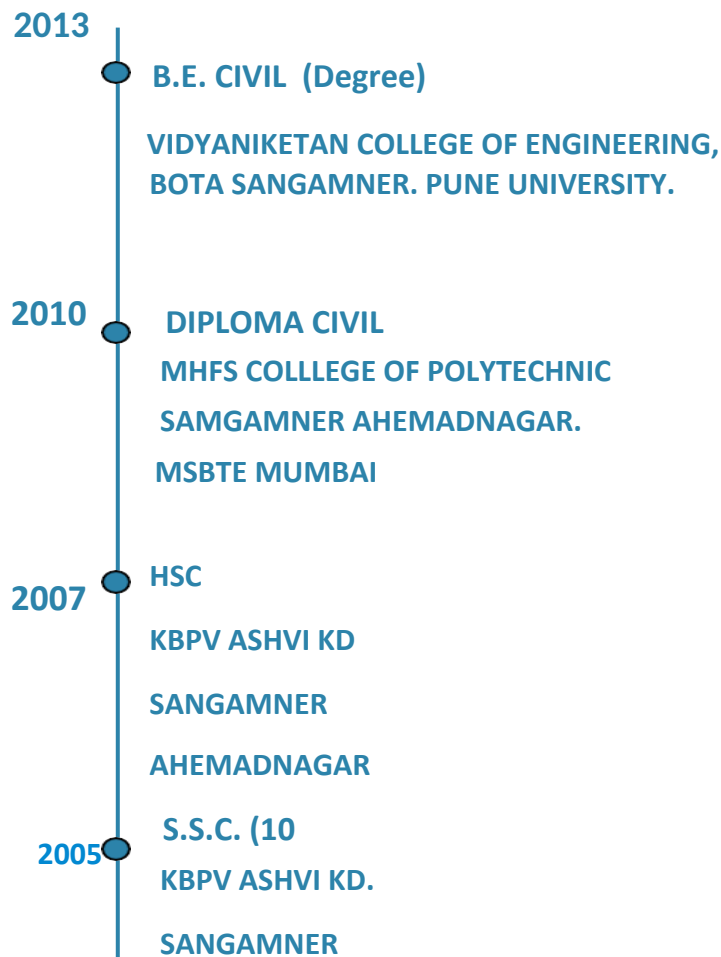 2013
B.E. CIVIL (Degree)
VIDYANIKETAN COLLEGE OF ENGINEERING,
BOTA SANGAMNER. PUNE UNIVERSITY.
2010
DIPLOMA CIVIL
MHFS COLLLEGE OF POLYTECHNIC
SAMGAMNER AHEMADNAGAR.
MSBTE MUMBAI
2007
HSC
KBPV ASHVI KD
SANGAMNER
AHEMADNAGAR
2005
S.S.C. (10
KBPV ASHVI KD.
SANGAMNER